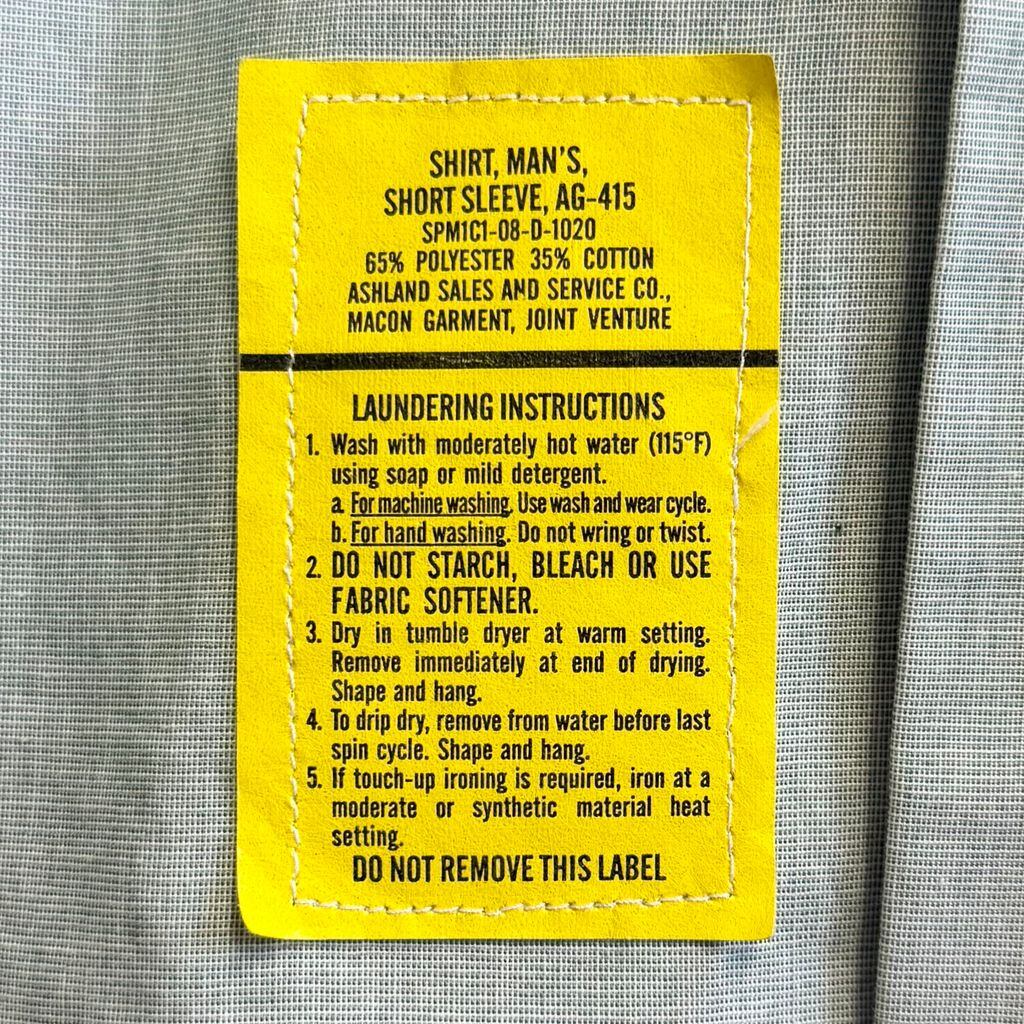 SHIRT, MAN'S,
SHORT SLEEVE, AG-415
SPM1C1-08-D-1020
65% POLYESTER 35% COTTON
ASHLAND SALES AND SERVICE CO.,
MACON GARMENT, JOINT VENTURE
LAUNDERING INSTRUCTIONS
1. Wash with moderately hot water (115°F)
using soap or mild detergent.
a. For machine washing. Use wash and wear cycle.
b. For hand washing. Do not wring or twist.
2. DO NOT STARCH, BLEACH OR USE
FABRIC SOFTENER.
3. Dry in tumble dryer at warm setting.
Remove immediately at end of drying.
Shape and hang.
4. To drip dry, remove from water before last
spin cycle. Shape and hang.
5. If touch-up ironing is required, iron at a
moderate or synthetic material heat
setting.
DO NOT REMOVE THIS LABEL